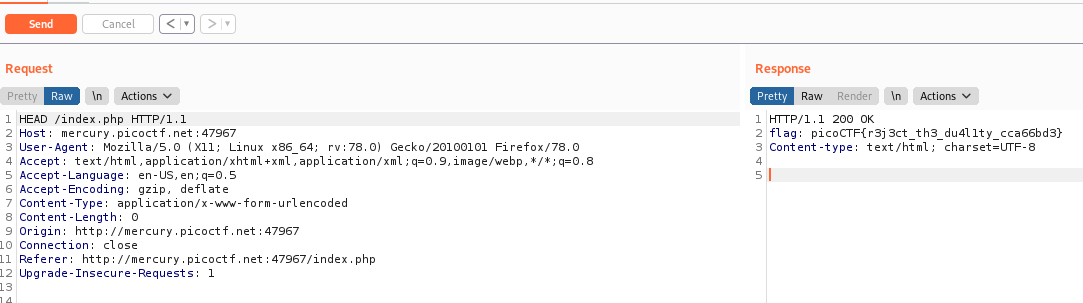 Send Cancel < ▾ > ▾
Request
Pretty Raw \n Actions
1 HEAD /index.php HTTP/1.1
2 Host: mercury.picoctf.net:47967
3 User-Agent: Mozilla/5.0 (X11; Linux x86_64; rv:78.0) Gecko/20100101 Firefox/78.0
4 Accept: text/html,application/xhtml+xml,application/xml;q=0.9,image/webp,*/*;q=0.8
5 Accept-Language: en-US,en;q=0.5
6 Accept-Encoding: gzip, deflate
7 Content-Type: application/x-www-form-urlencoded
8 Content-Length: 0
9 Origin: http://mercury.picoctf.net:47967
10 Connection: close
11 Referer: http://mercury.picoctf.net:47967/index.php
12 Upgrade-Insecure-Requests: 1
13
14
Response
Pretty Raw Render \n Actions
1 HTTP/1.1 200 OK
2 flag: picoCTF{r3j3ct_th3_du4l1ty_cca66bd3}
3 Content-type: text/html; charset=UTF-8
4
5